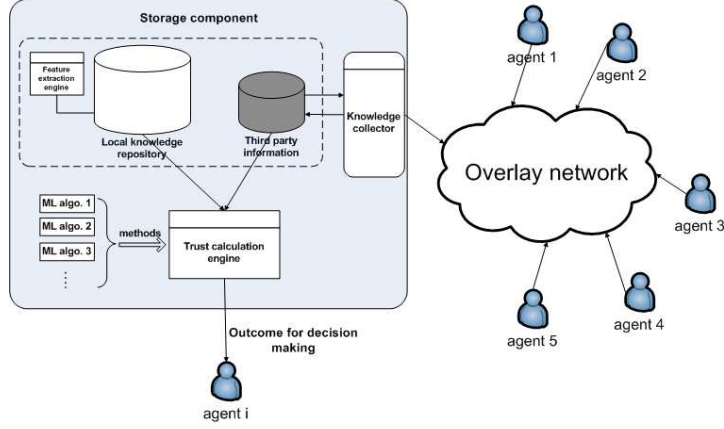 Storage component
Feature
extraction
engine
Local knowledge
repository
Third party
information
Knowledge
collector
ML algo. 1
ML algo. 2
ML algo. 3
....
methods
Trust calculation
engine
Outcome for decision
making
agent i
Overlay network
agent 1
agent 2
agent 3
agent 4
agent 5